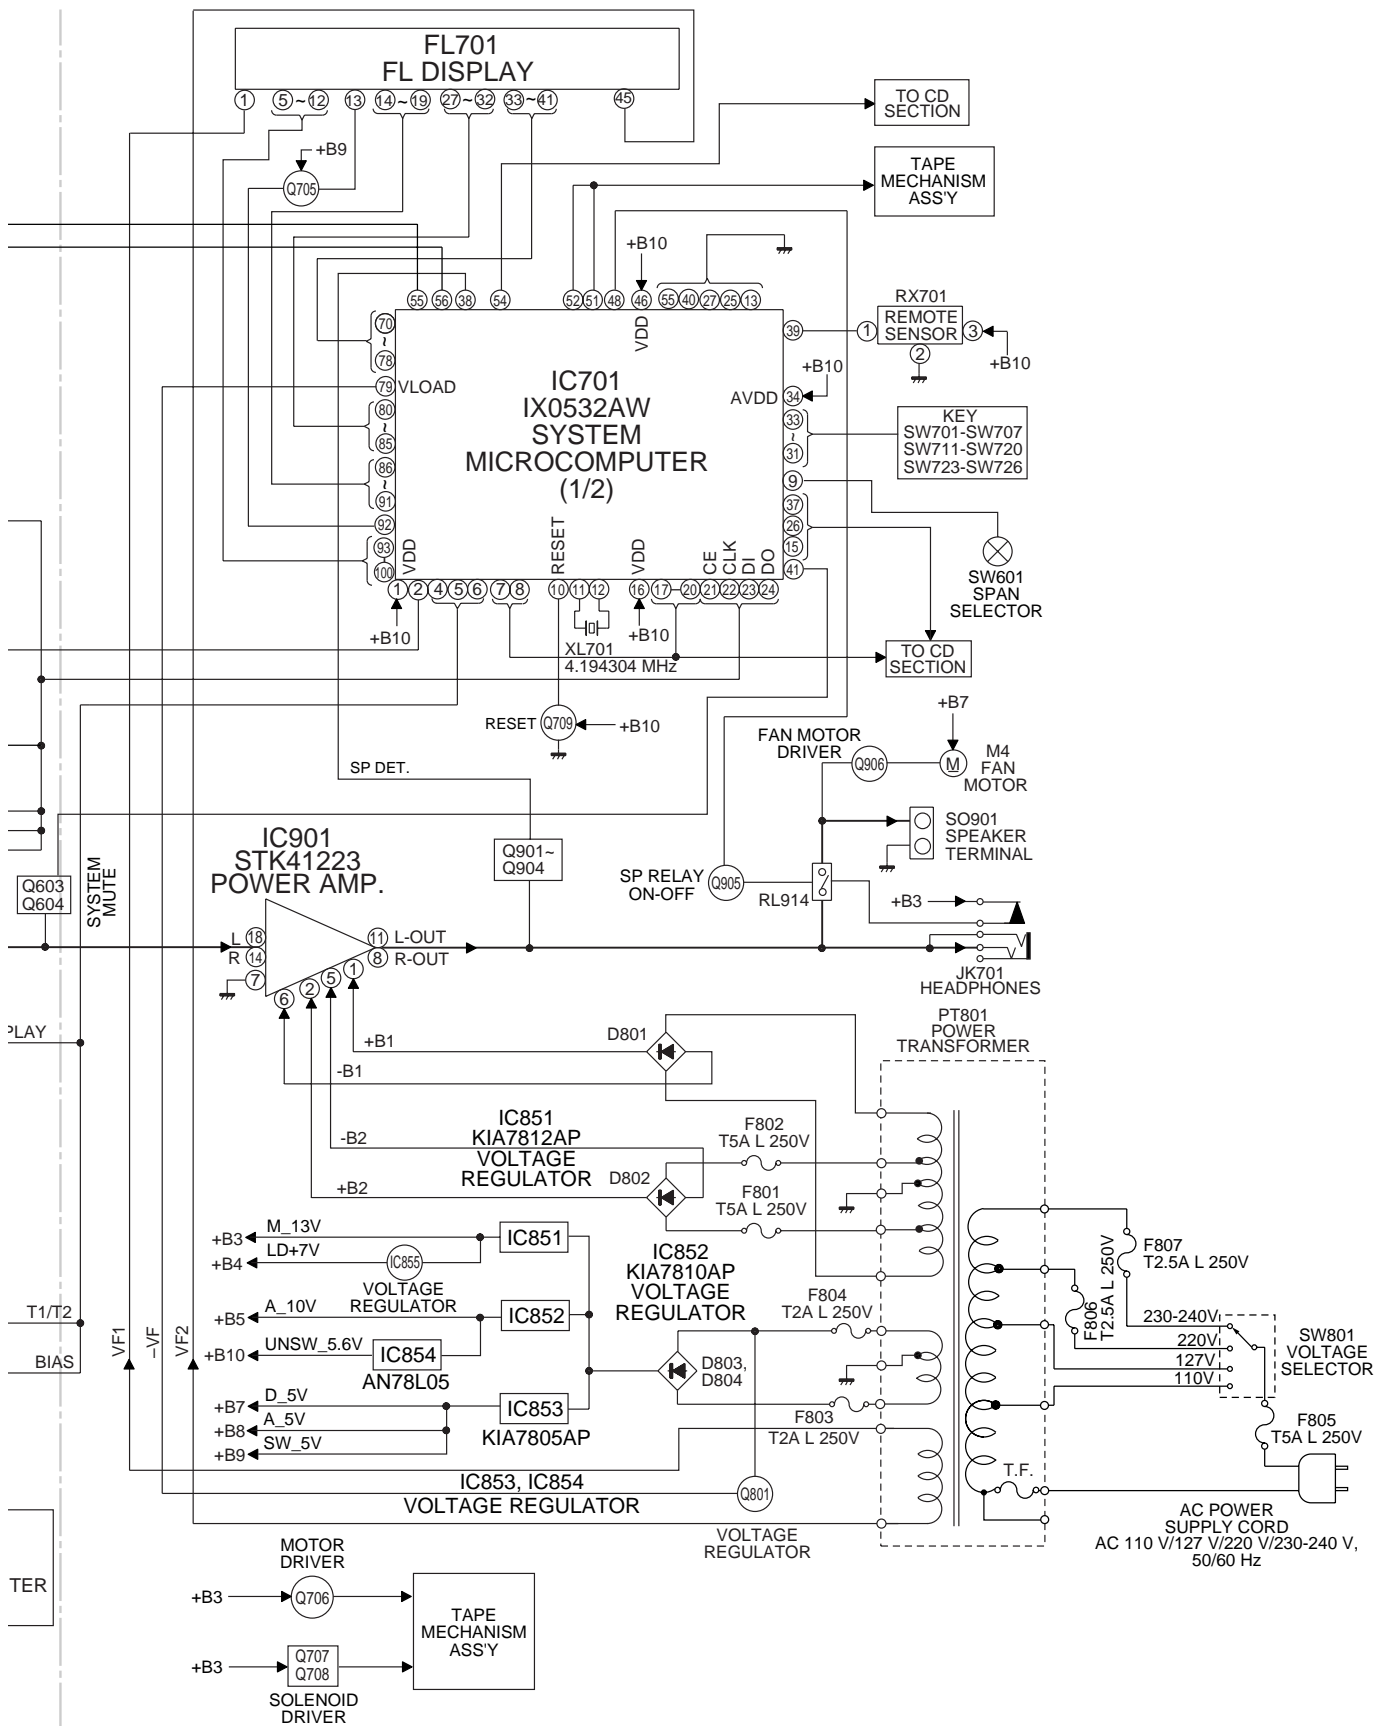 FL701
FL DISPLAY
1
5
~
12
13
14
~
19
27
~
32
33
~
41
45
TO CD
SECTION
+B9
Q705
TAPE
MECHANISM
ASS'Y
+B10
55
56
38
54
52
51
48
46
55
40
27
25
13
RX701
REMOTE
SENSOR
1
3
2
+B10
39
70
~
78
79
VLOAD
80
~
85
86
~
91
92
93
~
100
VDD
VDD
IC701
IX0532AW
SYSTEM
MICROCOMPUTER
(1/2)
+B10
AVDD
34
33
~
31
9
37
26
15
41
KEY
SW701-SW707
SW711-SW720
SW723-SW726
RESET
VDD
CE
CLK
DI
DO
SW601
SPAN
SELECTOR
1
2
4
5
6
7
8
10
11
12
16
17
20
21
22
23
24
+B10
XL701
4.194304 MHz
+B10
TO CD
SECTION
RESET
Q709
+B10
+B7
FAN MOTOR
DRIVER
Q906
M
M4
FAN
MOTOR
SP DET.
IC901
STK41223
POWER AMP.
Q901~
Q904
SO901
SPEAKER
TERMINAL
SP RELAY
ON-OFF
Q905
RL914
+B3
Q603
Q604
SYSTEM
MUTE
L
18
R
14
7
11
L-OUT
8
R-OUT
6
2
5
1
JK701
HEADPHONES
PLAY
+B1
-B1
D801
PT801
POWER
TRANSFORMER
IC851
KIA7812AP
VOLTAGE
REGULATOR
-B2
+B2
D802
F802
T5A L 250V
F801
T5A L 250V
+B3
M_13V
IC851
+B4
LD+7V
IC855
VOLTAGE
REGULATOR
IC852
KIA7810AP
VOLTAGE
REGULATOR
F807
T2.5A L 250V
F806
T2.5A L 250V
T1/T2
BIAS
VF1
–VF
VF2
+B5
A_10V
IC852
+B10
UNSW_5.6V
IC854
AN78L05
F804
T2A L 250V
D803,
D804
230-240V
220V
127V
110V
SW801
VOLTAGE
SELECTOR
+B7
D_5V
IC853
+B8
A_5V
KIA7805AP
+B9
SW_5V
F803
T2A L 250V
F805
T5A L 250V
IC853, IC854
VOLTAGE REGULATOR
Q801
VOLTAGE
REGULATOR
T.F.
AC POWER
SUPPLY CORD
AC 110 V/127 V/220 V/230-240 V,
50/60 Hz
TER
MOTOR
DRIVER
+B3
Q706
TAPE
MECHANISM
ASS'Y
+B3
Q707
Q708
SOLENOID
DRIVER